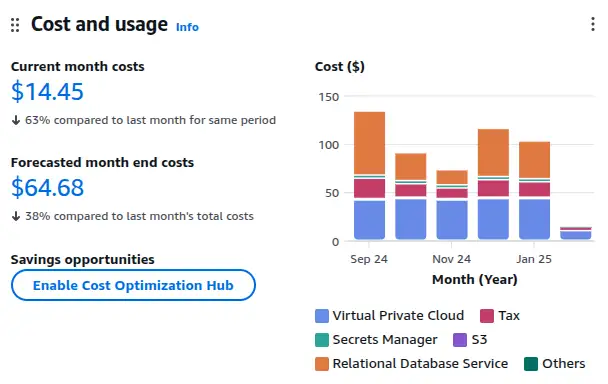 Cost and usage Info
Current month costs
$14.45
↓ 63% compared to last month for same period
Forecasted month end costs
$64.68
↓ 38% compared to last month's total costs
Savings opportunities
Enable Cost Optimization Hub
Cost ($)
150
100
50
0
Sep 24 Nov 24 Jan 25
Month (Year)
Virtual Private Cloud Tax
Secrets Manager S3
Relational Database Service Others